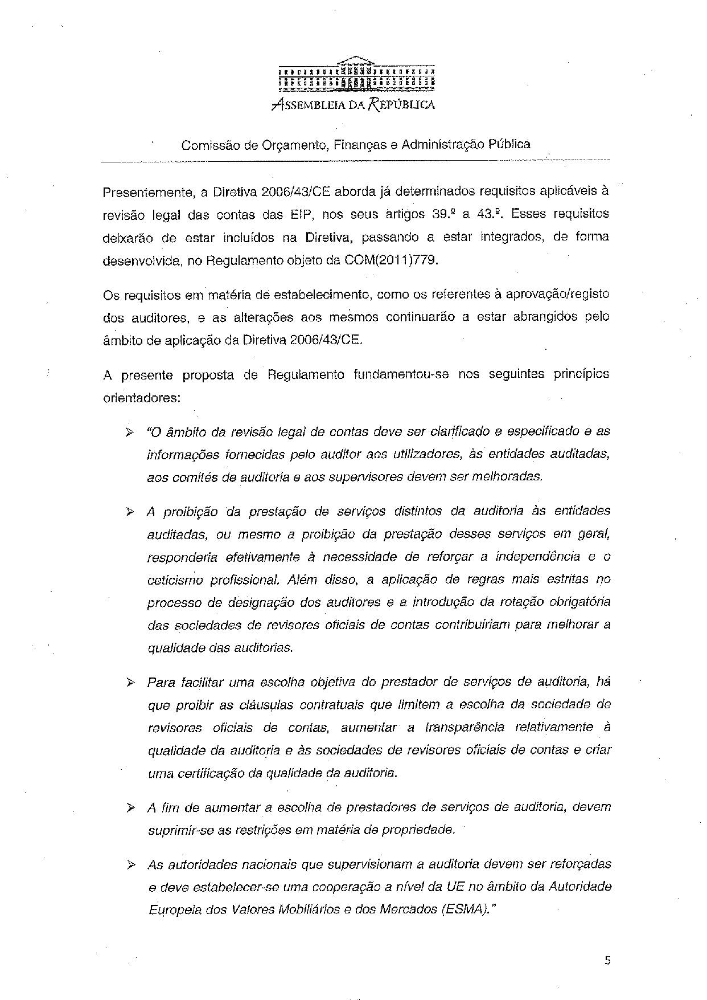 ASSEMBLEIA DA REPÚBLICA
Comissão de Orçamento, Finanças e Administração Pública
Presentemente, a Diretiva 2006/43/CE aborda já determinados requisitos aplicáveis à
revisão legal das contas das EIP, nos seus artigos 39.º a 43.º. Esses requisitos
deixarão de estar incluídos na Diretiva, passando a estar integrados, de forma
desenvolvida, no Regulamento objeto da COM(2011)779.
Os requisitos em matéria de estabelecimento, como os referentes à aprovação/registo
dos auditores, e as alterações aos mesmos continuarão a estar abrangidos pelo
âmbito de aplicação da Diretiva 2006/43/CE.
A presente proposta de Regulamento fundamentou-se nos seguintes princípios
orientadores:
➢ "O âmbito da revisão legal de contas deve ser clarificado e especificado e as
informações fornecidas pelo auditor aos utilizadores, às entidades auditadas,
aos comités de auditoria e aos supervisores devem ser melhoradas.
➢ A proibição da prestação de serviços distintos da auditoria às entidades
auditadas, ou mesmo a proibição da prestação desses serviços em geral,
responderia efetivamente à necessidade de reforçar a independência e o
ceticismo profissional. Além disso, a aplicação de regras mais estritas no
processo de designação dos auditores e a introdução da rotação obrigatória
das sociedades de revisores oficiais de contas contribuiriam para melhorar a
qualidade das auditorias.
➢ Para facilitar uma escolha objetiva do prestador de serviços de auditoria, há
que proibir as cláusulas contratuais que limitem a escolha da sociedade de
revisores oficiais de contas, aumentar a transparência relativamente à
qualidade da auditoria e às sociedades de revisores oficiais de contas e criar
uma certificação da qualidade da auditoria.
➢ A fim de aumentar a escolha de prestadores de serviços de auditoria, devem
suprimir-se as restrições em matéria de propriedade.
➢ As autoridades nacionais que supervisionam a auditoria devem ser reforçadas
e deve estabelecer-se uma cooperação a nível da UE no âmbito da Autoridade
Europeia dos Valores Mobiliários e dos Mercados (ESMA)."
5